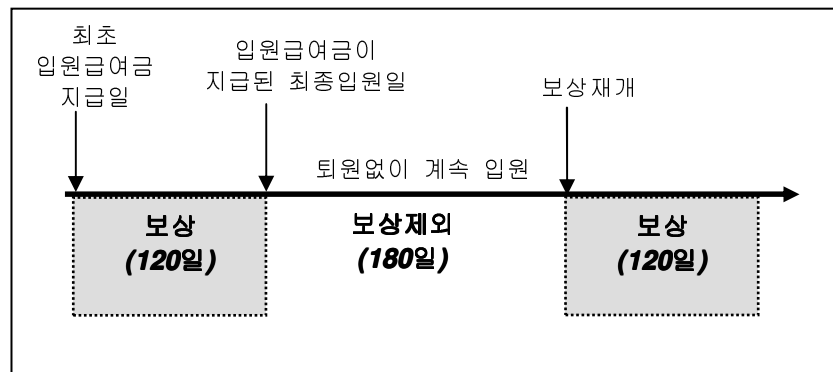 최초
입원급여금
지급일
입원급여금이
지급된 최종입원일
보상재개
퇴원없이 계속 입원
보상
(120일)
보상제외
(180일)
보상
(120일)